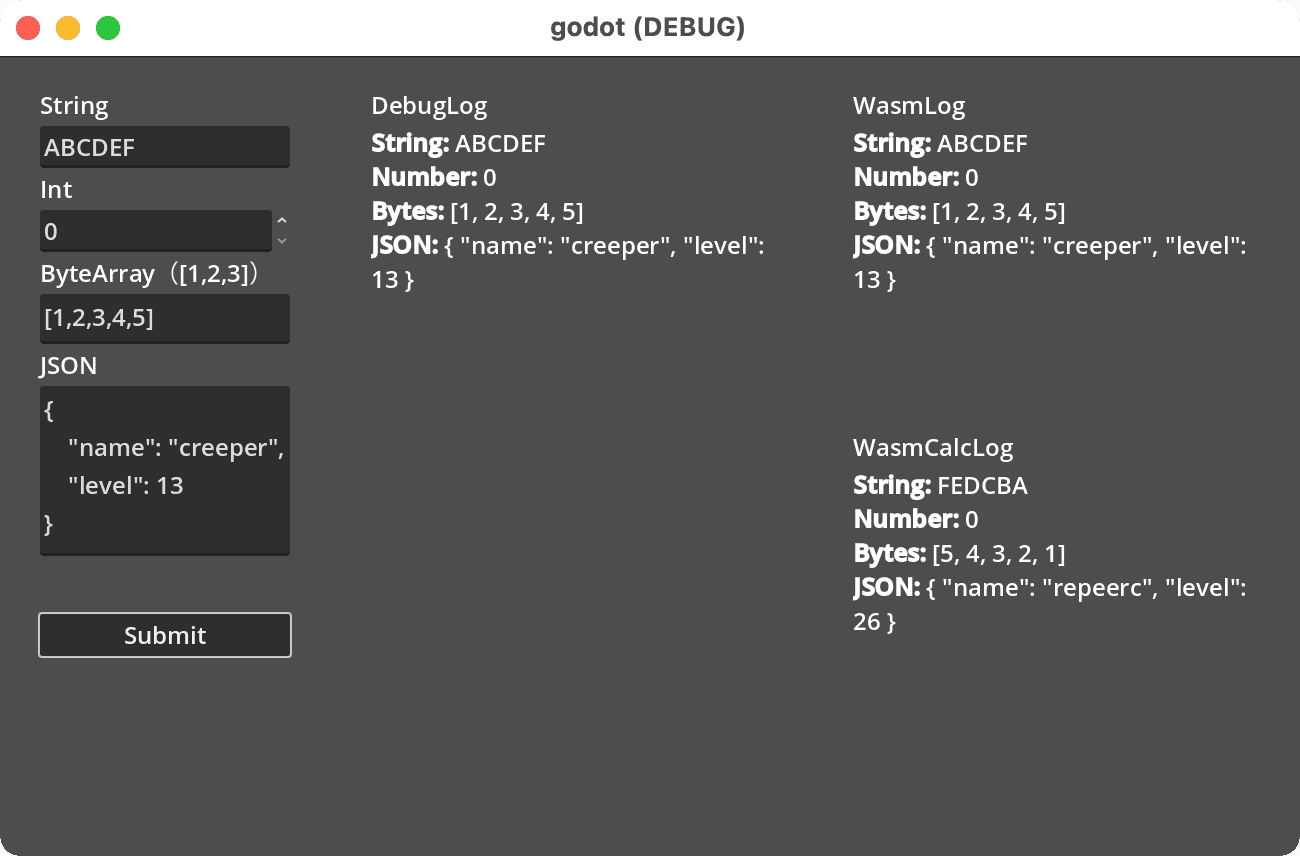 godot (DEBUG)
String
ABCDEF
Int
0
ByteArray（[1,2,3]）
[1,2,3,4,5]
JSON
{
    "name": "creeper",
    "level": 13
}
Submit
DebugLog
String: ABCDEF
Number: 0
Bytes: [1, 2, 3, 4, 5]
JSON: { "name": "creeper", "level":
13 }
WasmLog
String: ABCDEF
Number: 0
Bytes: [1, 2, 3, 4, 5]
JSON: { "name": "creeper", "level":
13 }
WasmCalcLog
String: FEDCBA
Number: 0
Bytes: [5, 4, 3, 2, 1]
JSON: { "name": "repeerc", "level":
26 }